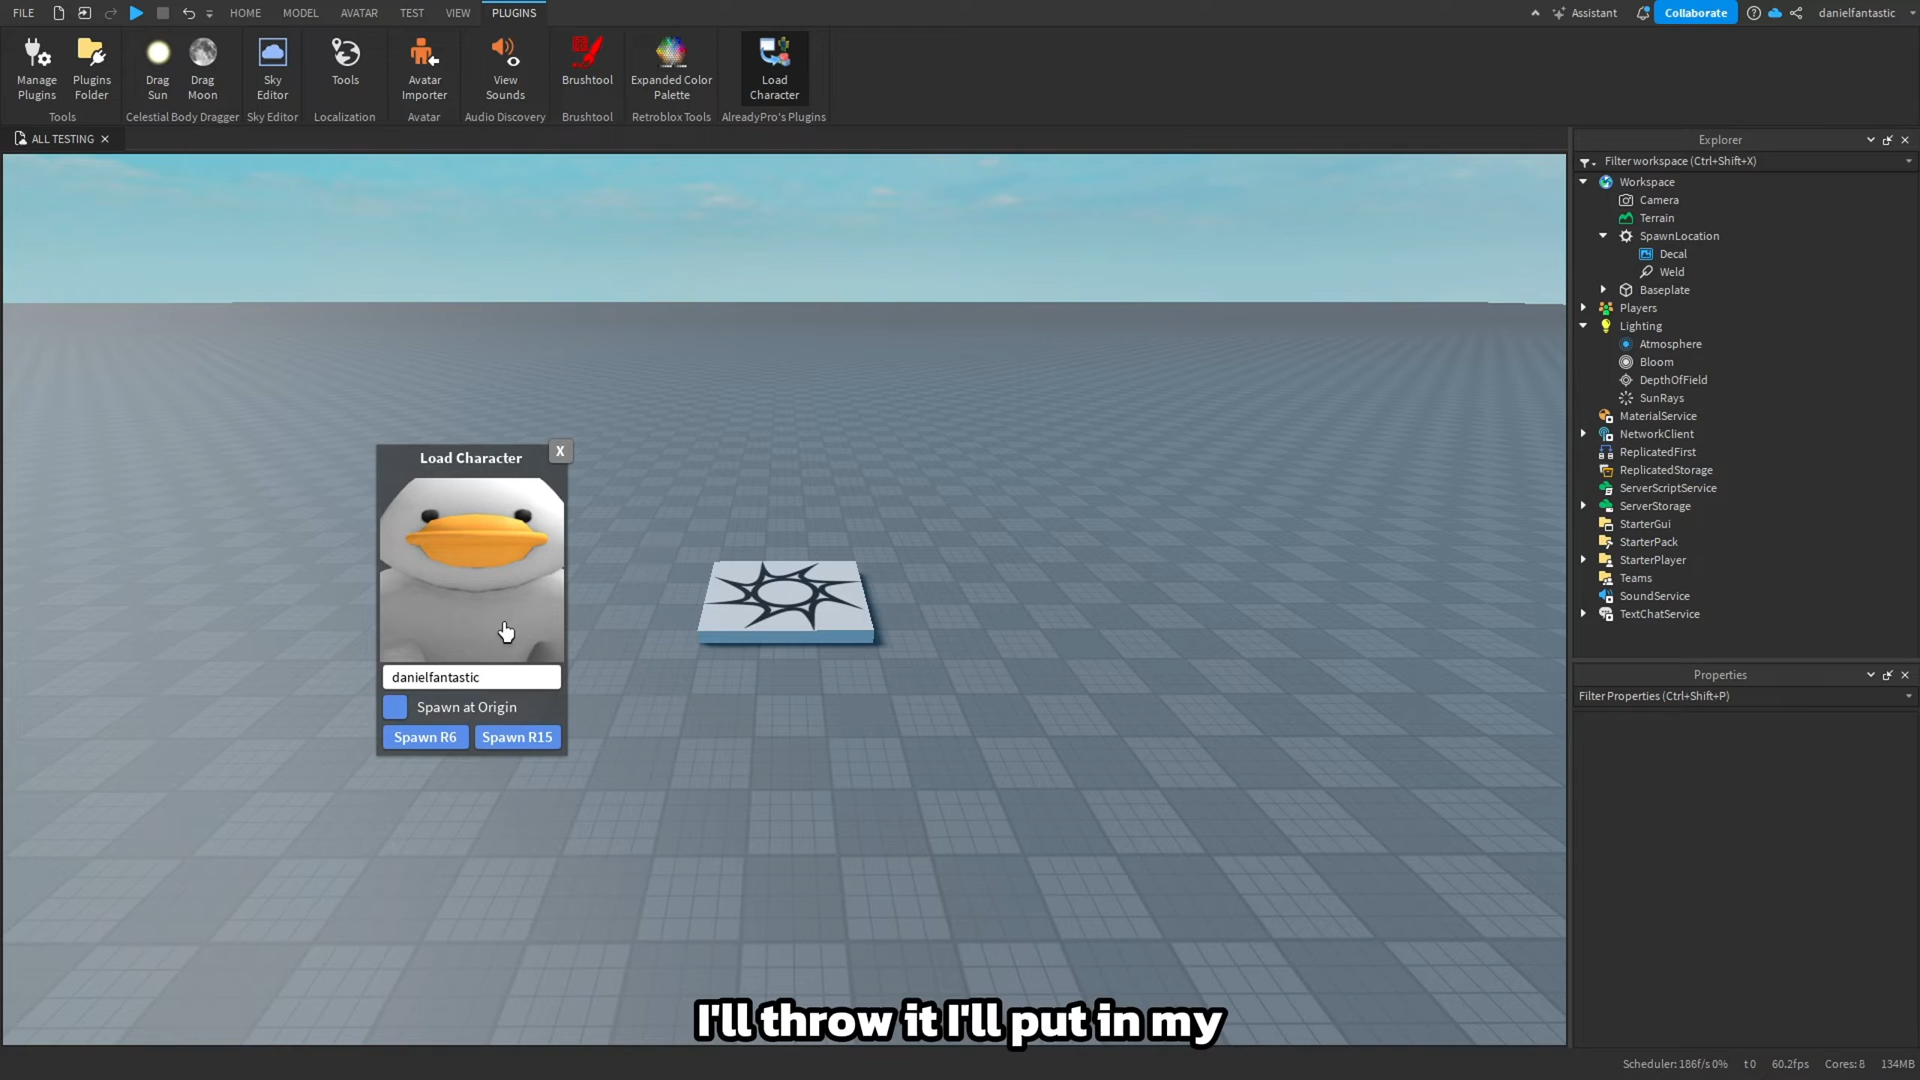 FILE HOME MODEL AVATAR TEST VIEW PLUGINS Assistant Collaborate danielfantastic
Manage Plugins
Plugins Folder
Drag Sun
Drag Moon
Sky Editor
Tools
Avatar Importer
View Sounds
Brushtool
Expanded Color Palette
Load Character
Tools Celestial Body Dragger Sky Editor Localization Avatar Audio Discovery Brushtool Retroblox Tools AlreadyPro's Plugins
ALL TESTING
Load Character X
danielfantastic
Spawn at Origin
Spawn R6 Spawn R15
I'll throw it I'll put in my
Explorer
Filter workspace (Ctrl+Shift+X)
Workspace
Camera
Terrain
SpawnLocation
Decal
Weld
Baseplate
Players
Lighting
Atmosphere
Bloom
DepthOfField
SunRays
MaterialService
NetworkClient
ReplicatedFirst
ReplicatedStorage
ServerScriptService
ServerStorage
StarterGui
StarterPack
StarterPlayer
Teams
SoundService
TextChatService
Properties
Filter Properties (Ctrl+Shift+P)
Scheduler: 186f/s 0% t 0 60.2fps Cores: 8 134MB